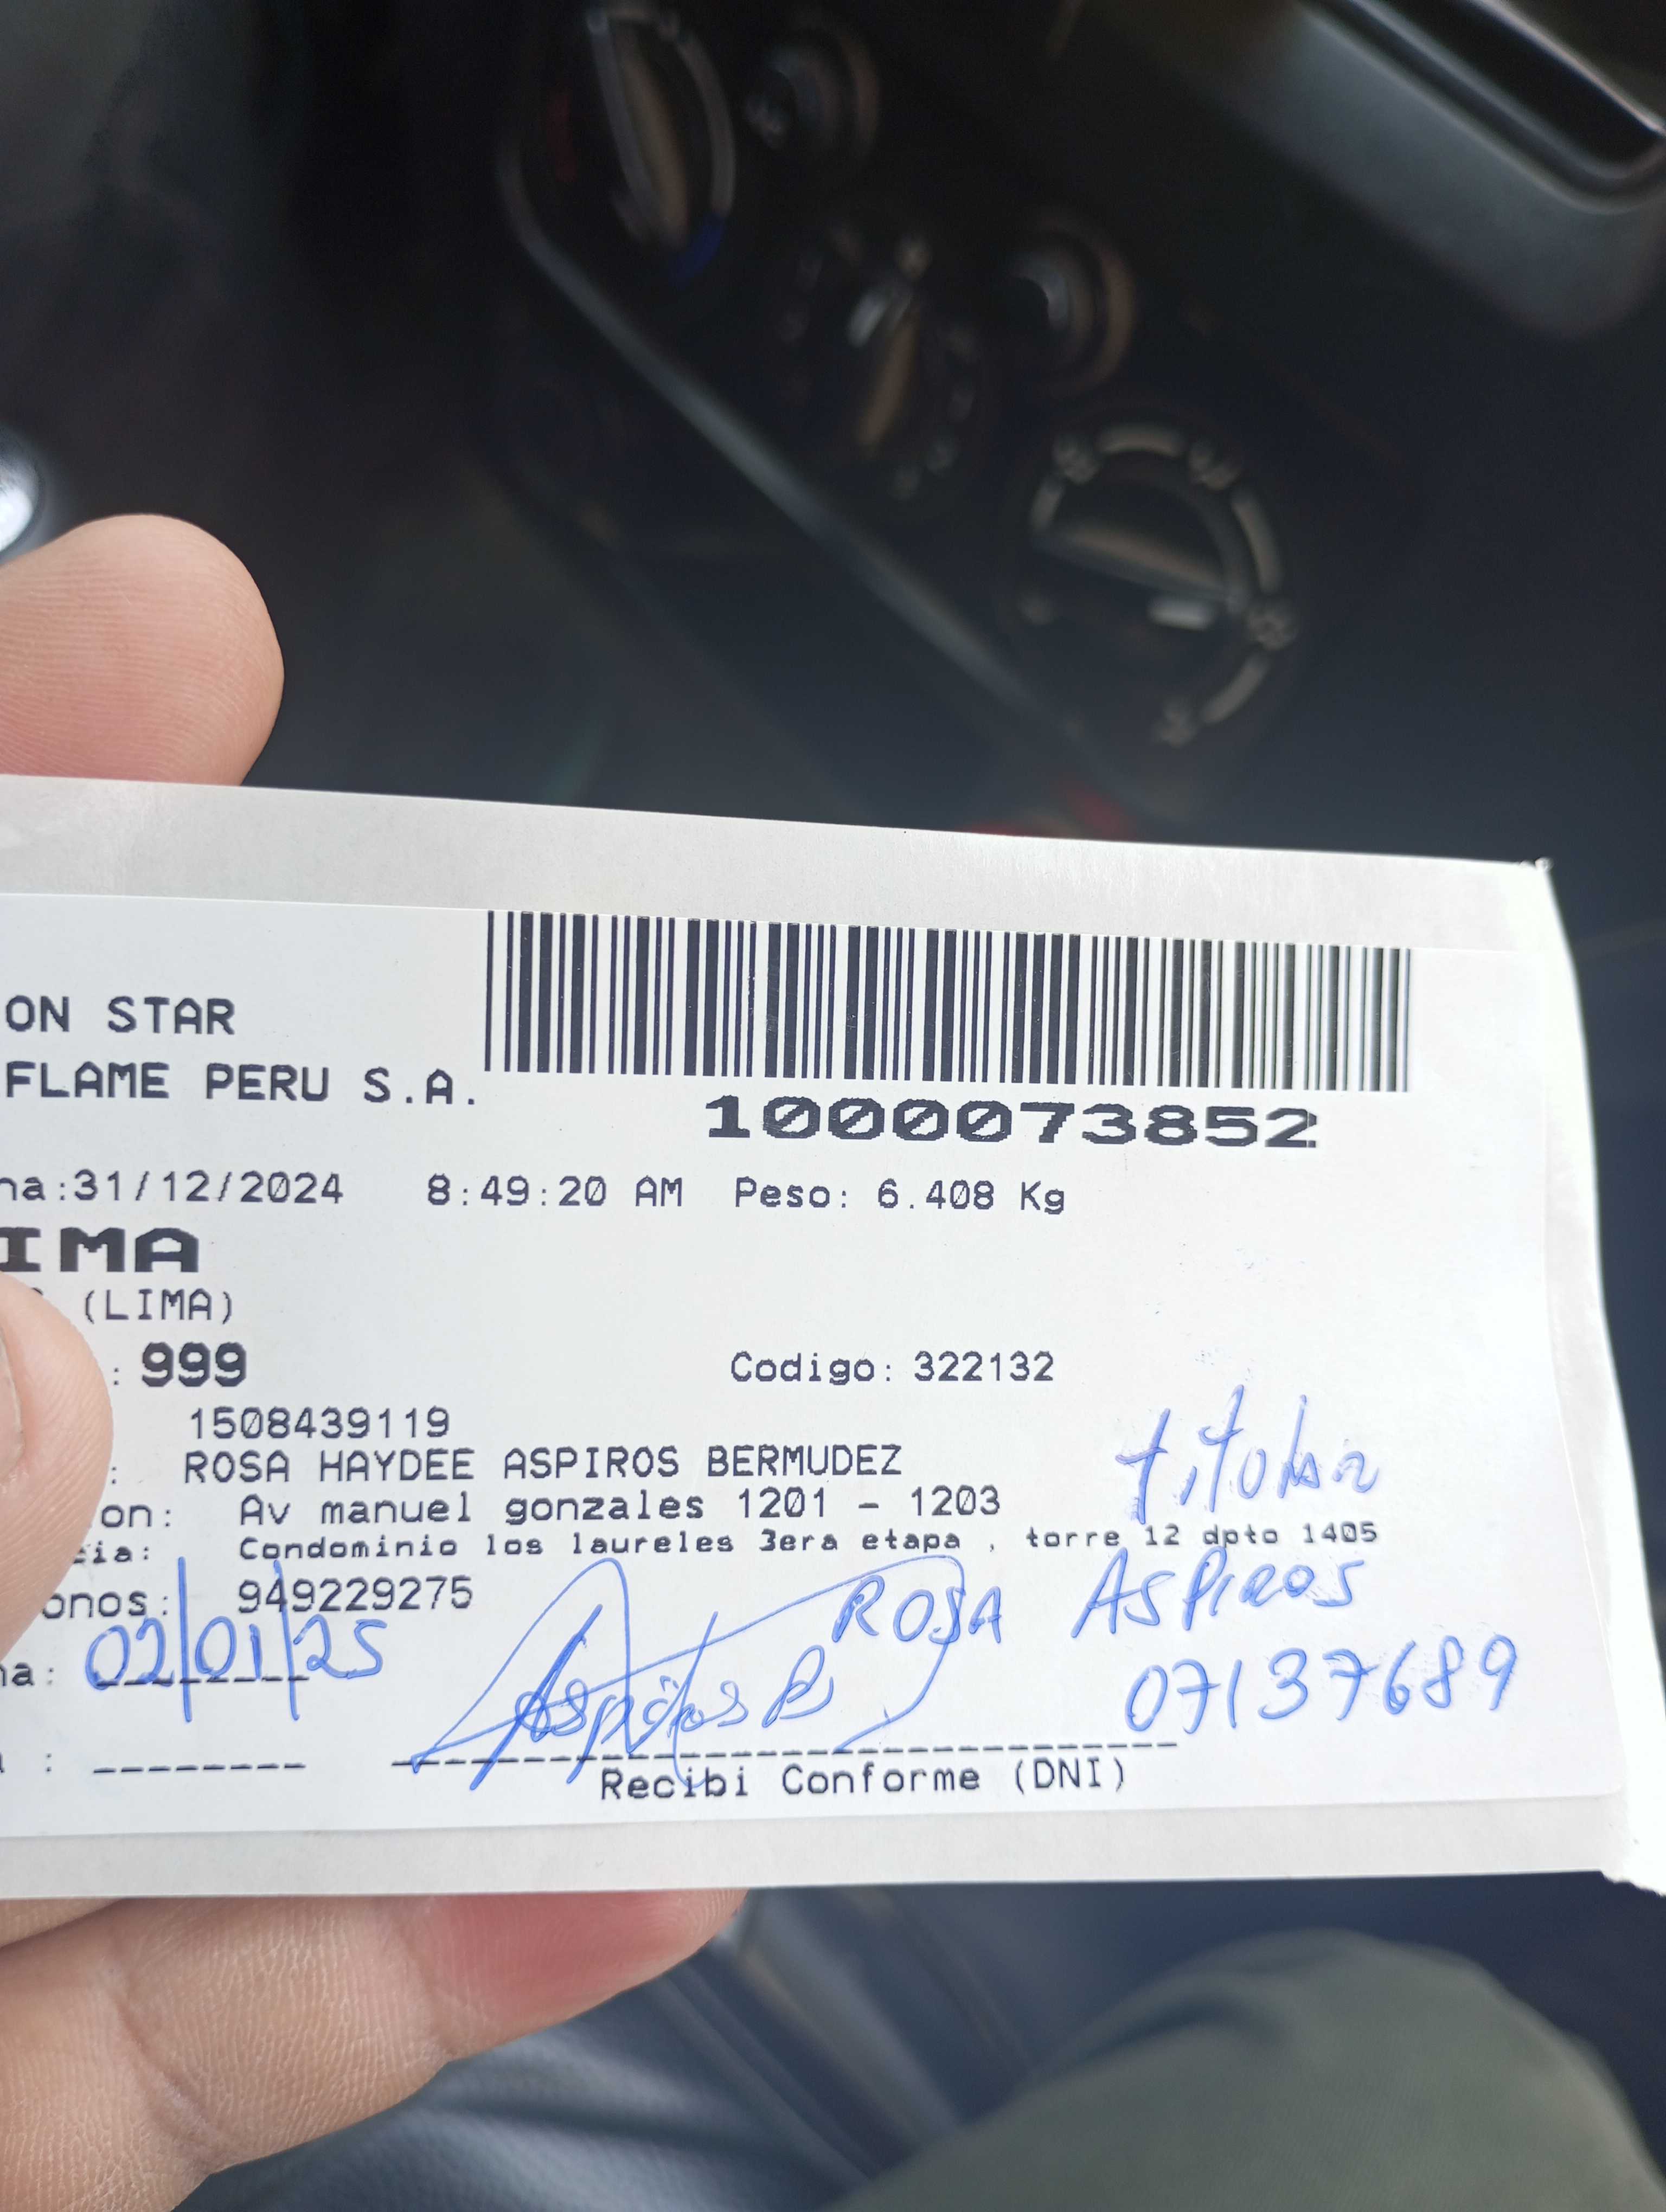 ON STAR
FLAME PERU S.A.
1000073852
na:31/12/2024 8:49:20 AM Peso: 6.408 Kg
IMA
(LIMA)
: 999 Codigo: 322132
1508439119
: ROSA HAYDEE ASPIROS BERMUDEZ
titular
on: Av manuel gonzales 1201 - 1203
cia: Condominio los laureles 3era etapa , torre 12 dpto 1405
onos: 949229275
ROSA ASPIROS
na: 02/01/25
Aspiros B
07137689
: --------
Recibi Conforme (DNI)